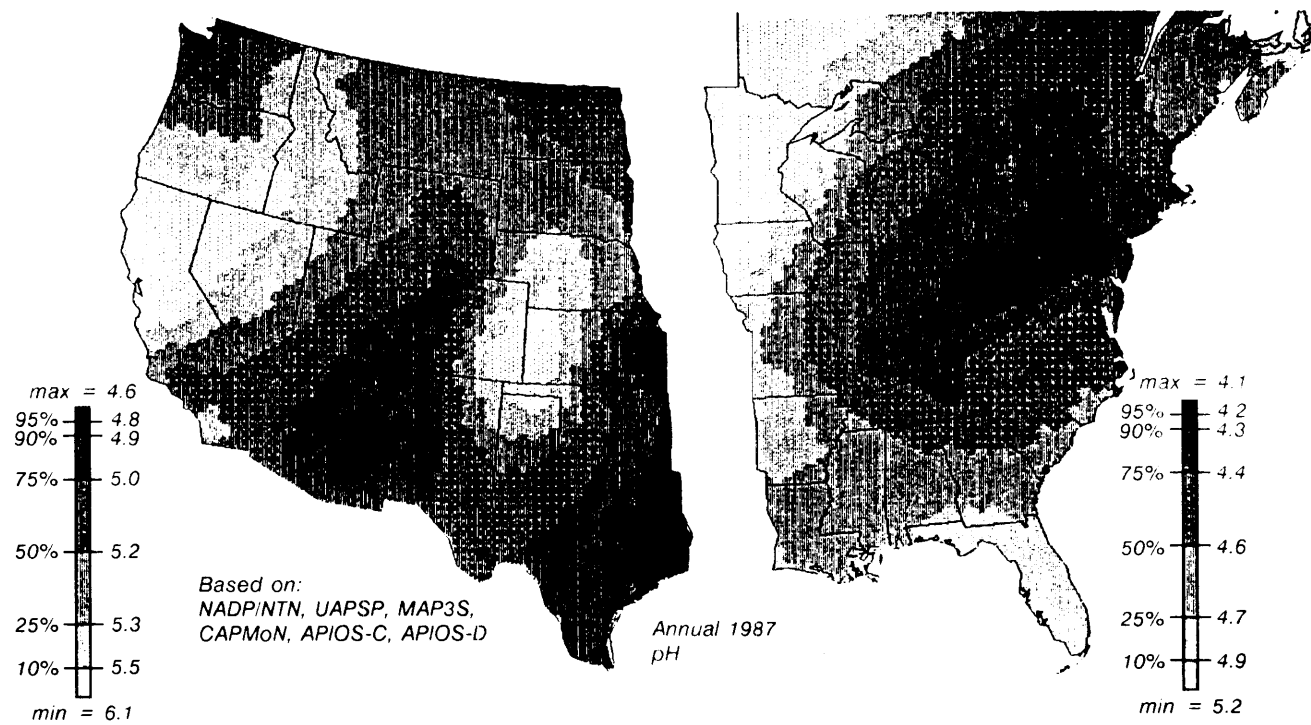 max = 4.6
95% 4.8
90% 4.9
75% 5.0
50% 5.2
25% 5.3
10% 5.5
min = 6.1
Based on:
NADP/NTN, UAPSP, MAP3S,
CAPMoN, APIOS-C, APIOS-D
Annual 1987
pH
max = 4.1
95% 4.2
90% 4.3
75% 4.4
50% 4.6
25% 4.7
10% 4.9
min = 5.2